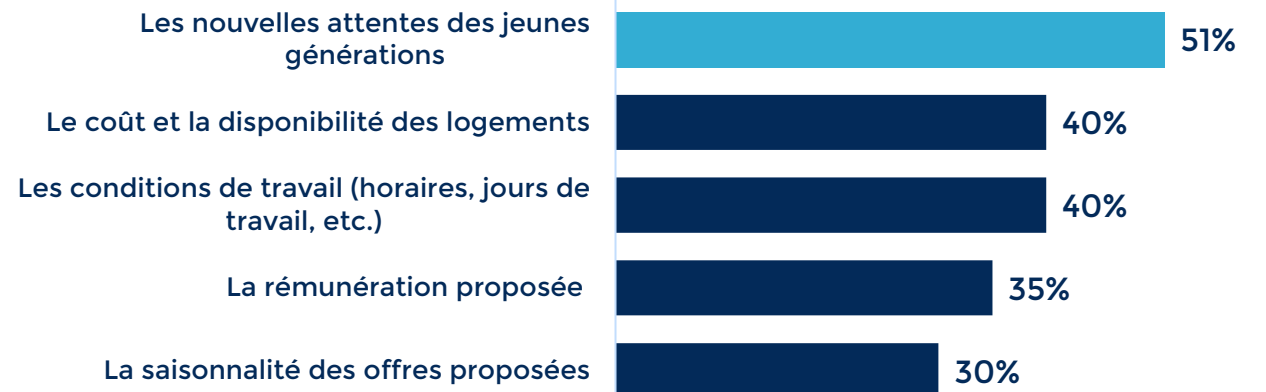 Les nouvelles attentes des jeunes
générations
51%
Le coût et la disponibilité des logements
40%
Les conditions de travail (horaires, jours de
travail, etc.)
40%
La rémunération proposée
35%
La saisonnalité des offres proposées
30%